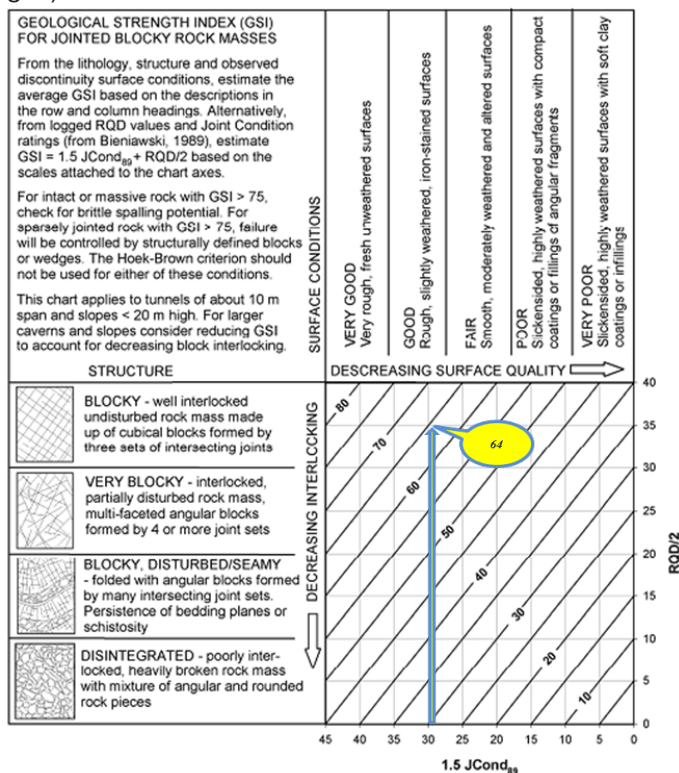 GEOLOGICAL STRENGTH INDEX (GSI)
FOR JOINTED BLOCKY ROCK MASSES
From the lithology, structure and observed
discontinuity surface conditions, estimate the
average GSI based on the descriptions in
the row and column headings. Alternatively,
from logged RQD values and Joint Condition
ratings (from Bieniawski, 1989), estimate
GSI = 1.5 JCond89 + RQD/2 based on the
scales attached to the chart axes.
For intact or massive rock with GSI > 75,
check for brittle spalling potential. For
sparsely jointed rock with GSI > 75, failure
will be controlled by structurally defined blocks
or wedges. The Hoek-Brown criterion should
not be used for either of these conditions.
This chart applies to tunnels of about 10 m
span and slopes < 20 m high. For larger
caverns and slopes consider reducing GSI
to account for decreasing block interlocking.
SURFACE CONDITIONS
VERY GOOD
Very rough, fresh unweathered surfaces
GOOD
Rough, slightly weathered, iron-stained surfaces
FAIR
Smooth, moderately weathered and altered surfaces
POOR
Slickensided, highly weathered surfaces with compact
coatings or fillings of angular fragments
VERY POOR
Slickensided, highly weathered surfaces with soft clay
coatings or infillings
STRUCTURE
DESCREASING SURFACE QUALITY
BLOCKY - well interlocked
undisturbed rock mass made
up of cubical blocks formed by
three sets of intersecting joints
VERY BLOCKY - interlocked,
partially disturbed rock mass,
multi-faceted angular blocks
formed by 4 or more joint sets
BLOCKY, DISTURBED/SEAMY
- folded with angular blocks formed
by many intersecting joint sets.
Persistence of bedding planes or
schistosity
DISINTEGRATED - poorly inter-
locked, heavily broken rock mass
with mixture of angular and rounded
rock pieces
DECREASING INTERLOCKING
80
70
60
50
40
30
20
10
64
40
35
30
25
20
15
10
5
0
RQD/2
45 40 35 30 25 20 15 10 5 0
1.5 JCond89